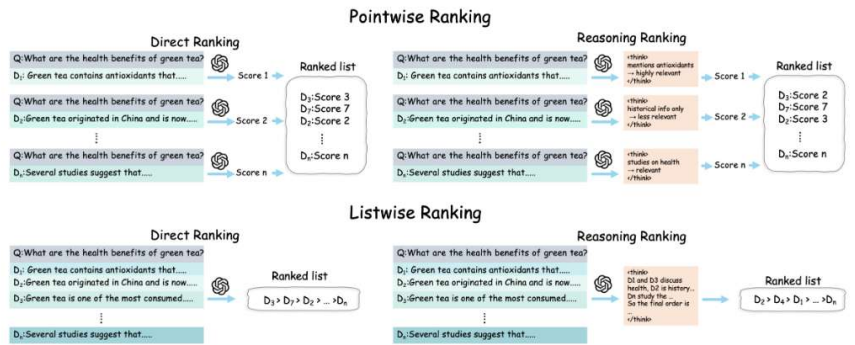 Pointwise Ranking
Direct Ranking
Q:What are the health benefits of green tea?
D₁: Green tea contains antioxidants that.....
Score 1
Q:What are the health benefits of green tea?
D₂:Green tea originated in China and is now.....
Score 2
⋮
Q:What are the health benefits of green tea?
Dₙ:Several studies suggest that.....
Score n
Ranked list
D₃:Score 3
D₇:Score 7
D₂:Score 2
⋮
Dₙ:Score n
Reasoning Ranking
Q:What are the health benefits of green tea?
D₁: Green tea contains antioxidants that.....
<think>
mentions antioxidants
→ highly relevant
</think>
Score 1
Q:What are the health benefits of green tea?
D₂:Green tea originated in China and is now.....
<think>
historical info only
→ less relevant
</think>
Score 2
⋮
Q:What are the health benefits of green tea?
Dₙ:Several studies suggest that.....
<think>
studies on health
→ relevant
</think>
Score n
Ranked list
D₃:Score 2
D₇:Score 7
D₂:Score 3
⋮
Dₙ:Score n
Listwise Ranking
Direct Ranking
Q:What are the health benefits of green tea?
D₁: Green tea contains antioxidants that.....
D₂:Green tea originated in China and is now.....
D₃:Green tea is one of the most consumed.....
⋮
Dₙ:Several studies suggest that.....
Ranked list
D₃ > D₇ > D₂ > ... >Dₙ
Reasoning Ranking
Q:What are the health benefits of green tea?
D₁: Green tea contains antioxidants that.....
D₂:Green tea originated in China and is now.....
D₃:Green tea is one of the most consumed.....
⋮
Dₙ:Several studies suggest that.....
<think>
D1 and D3 discuss
health, D2 is history...
Dn study the ...
So the final order is
...
</think>
Ranked list
D₂ > D₄ > D₁ > ... >Dₙ